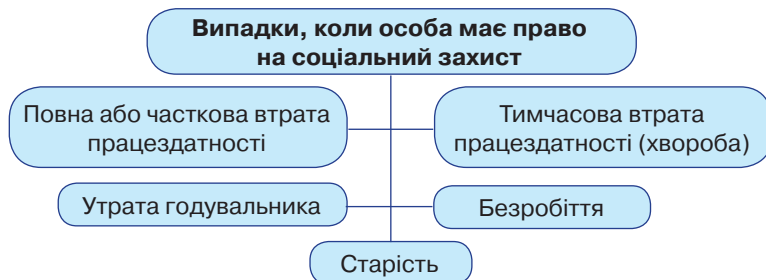 Випадки, коли особа має право
на соціальний захист
Повна або часткова втрата
працездатності
Тимчасова втрата
працездатності (хвороба)
Утрата годувальника
Безробіття
Старість